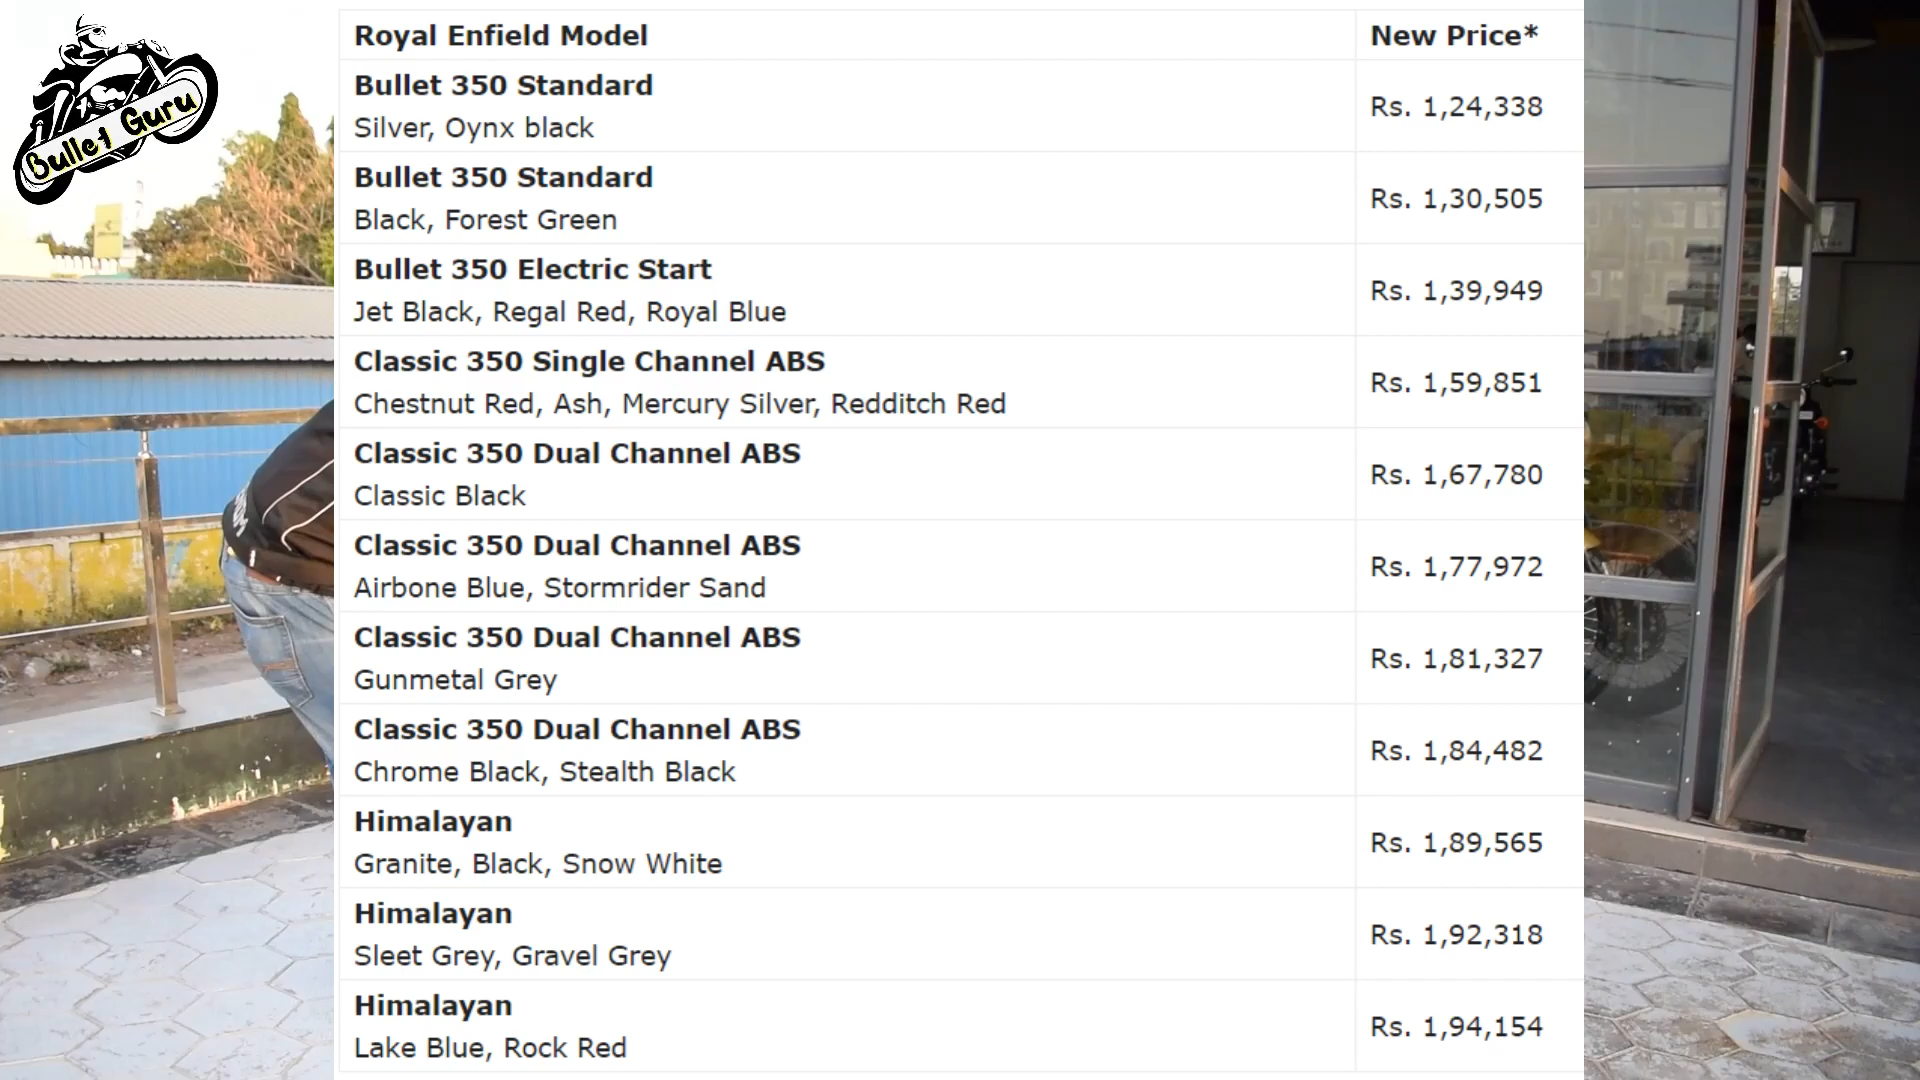 Bullet Guru
Royal Enfield Model
New Price*
Bullet 350 Standard
Silver, Oynx black
Rs. 1,24,338
Bullet 350 Standard
Black, Forest Green
Rs. 1,30,505
Bullet 350 Electric Start
Jet Black, Regal Red, Royal Blue
Rs. 1,39,949
Classic 350 Single Channel ABS
Chestnut Red, Ash, Mercury Silver, Redditch Red
Rs. 1,59,851
Classic 350 Dual Channel ABS
Classic Black
Rs. 1,67,780
Classic 350 Dual Channel ABS
Airbone Blue, Stormrider Sand
Rs. 1,77,972
Classic 350 Dual Channel ABS
Gunmetal Grey
Rs. 1,81,327
Classic 350 Dual Channel ABS
Chrome Black, Stealth Black
Rs. 1,84,482
Himalayan
Granite, Black, Snow White
Rs. 1,89,565
Himalayan
Sleet Grey, Gravel Grey
Rs. 1,92,318
Himalayan
Lake Blue, Rock Red
Rs. 1,94,154